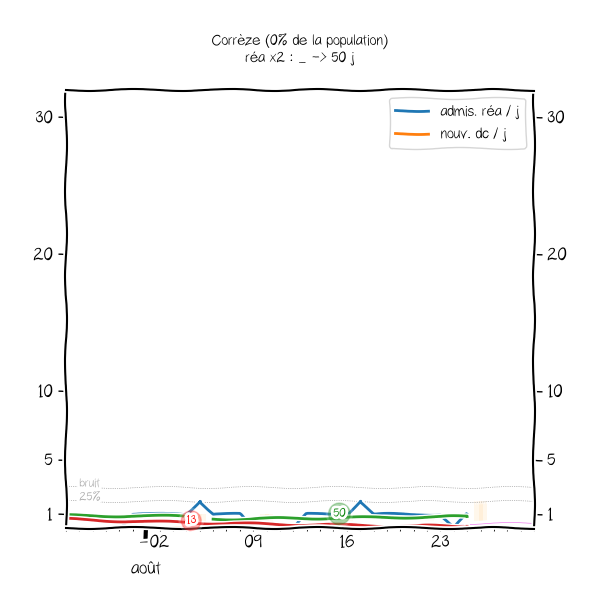 Corrèze (0% de la population)
réa x2 : _ -> 50 j
admis. réa / j
nouv. dc / j
30 30
20 20
10 10
5 5
bruit
25%
1 13 50 1
-02 09 16 23
août